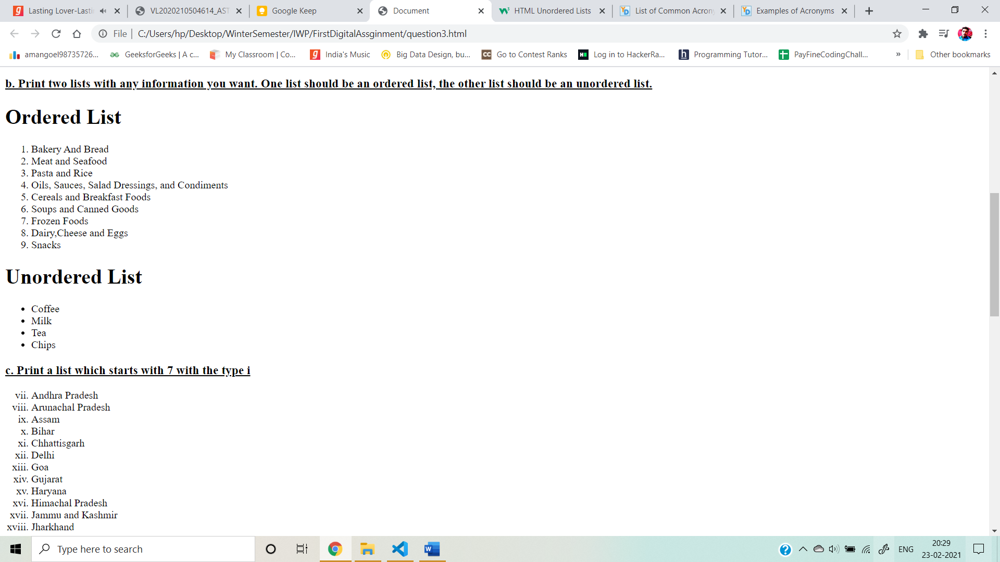 Lasting Lover-Lasti
VL2020210504614_AST
Google Keep
Document
HTML Unordered Lists
List of Common Acrony
Examples of Acronyms
File | C:/Users/hp/Desktop/WinterSemester/IWP/FirstDigitalAssginment/question3.html
amangoel98735726...
GeeksforGeeks | A c...
My Classroom | Co...
India's Music
Big Data Design, bu...
CC Go to Contest Ranks
H Log in to HackerRa...
h Programming Tutor...
PayFineCodingChall...
»
Other bookmarks
b. Print two lists with any information you want. One list should be an ordered list, the other list should be an unordered list.
Ordered List
1. Bakery And Bread
2. Meat and Seafood
3. Pasta and Rice
4. Oils, Sauces, Salad Dressings, and Condiments
5. Cereals and Breakfast Foods
6. Soups and Canned Goods
7. Frozen Foods
8. Dairy,Cheese and Eggs
9. Snacks
Unordered List
• Coffee
• Milk
• Tea
• Chips
c. Print a list which starts with 7 with the type i
vii. Andhra Pradesh
viii. Arunachal Pradesh
ix. Assam
x. Bihar
xi. Chhattisgarh
xii. Delhi
xiii. Goa
xiv. Gujarat
xv. Haryana
xvi. Himachal Pradesh
xvii. Jammu and Kashmir
xviii. Jharkhand
Type here to search
ENG
20:29
23-02-2021